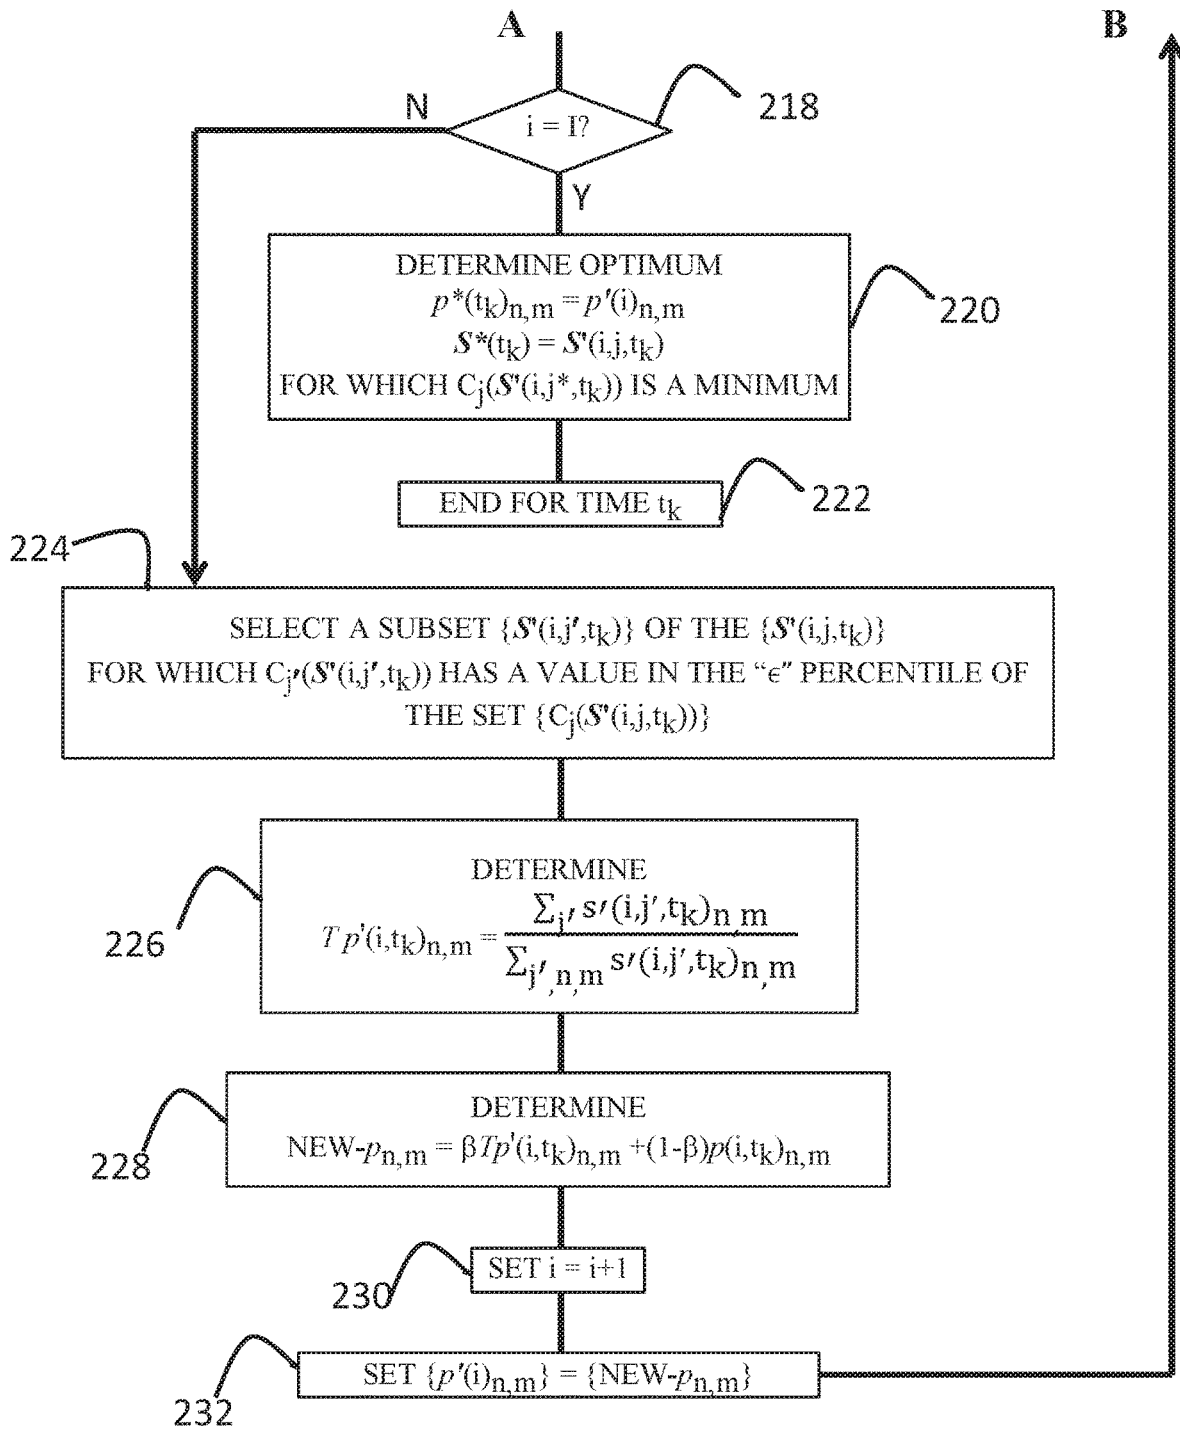 A
B
N
i = I?
218
Y
DETERMINE OPTIMUM
p*(tk)n,m = p'(i)n,m
S*(tk) = S'(i,j,tk)
FOR WHICH Cj(S'(i,j*,tk)) IS A MINIMUM
220
END FOR TIME tk
222
224
SELECT A SUBSET {S'(i,j',tk)} OF THE {S'(i,j,tk)}
FOR WHICH Cj'(S'(i,j',tk)) HAS A VALUE IN THE “ϵ” PERCENTILE OF
THE SET {Cj(S'(i,j,tk))}
DETERMINE
Tp'(i,tk)n,m = ∑j' s′(i,j',tk)n,m / ∑j',n,m s′(i,j',tk)n,m
226
DETERMINE
NEW-pn,m = βTp'(i,tk)n,m +(1-β)p(i,tk)n,m
228
SET i = i+1
230
SET {p'(i)n,m} = {NEW-pn,m}
232